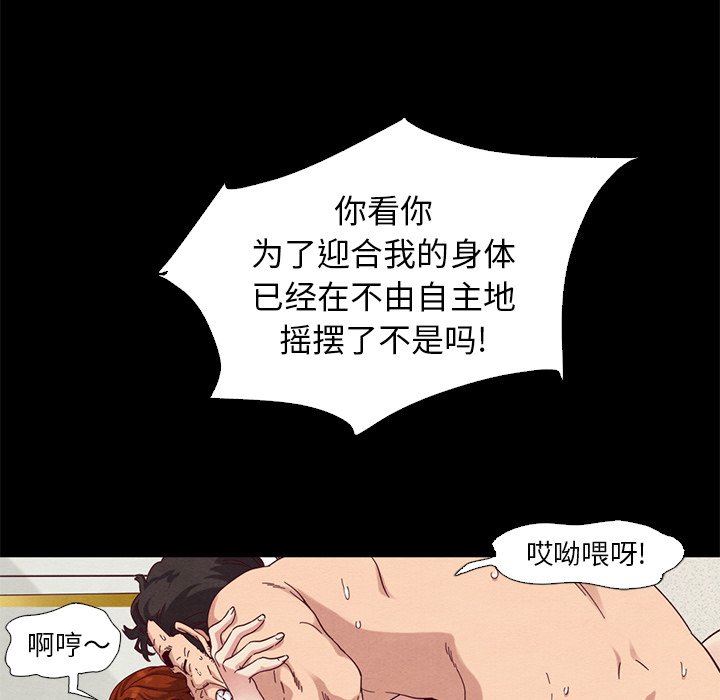 你看你
为了迎合我的身体
已经在不由自主地
摇摆了不是吗!
哎呦喂呀!
啊哼～